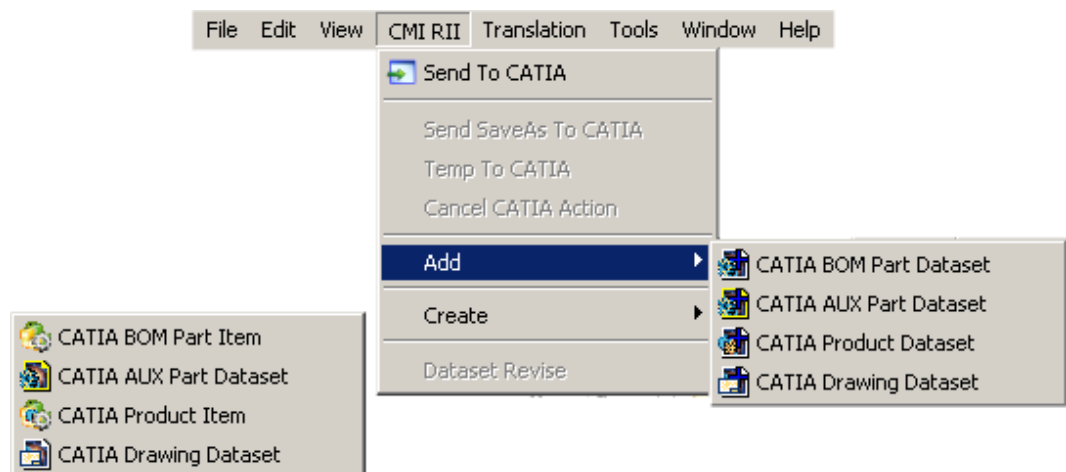 File Edit View CMI RII Translation Tools Window Help
Send To CATIA
Send SaveAs To CATIA
Temp To CATIA
Cancel CATIA Action
Add
Create
Dataset Revise
CATIA BOM Part Dataset
CATIA AUX Part Dataset
CATIA Product Dataset
CATIA Drawing Dataset
CATIA BOM Part Item
CATIA AUX Part Dataset
CATIA Product Item
CATIA Drawing Dataset